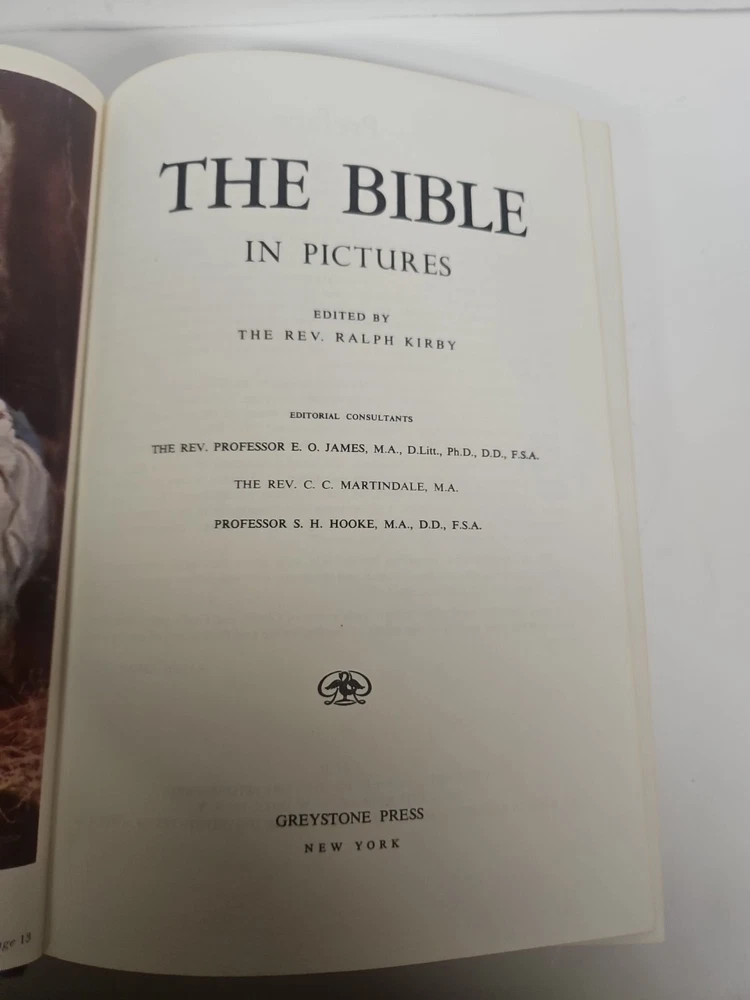 THE BIBLE
IN PICTURES
EDITED BY
THE REV. RALPH KIRBY
EDITORIAL CONSULTANTS
THE REV. PROFESSOR E. O. JAMES, M.A., D.Litt., Ph.D., D.D., F.S.A.
THE REV. C. C. MARTINDALE, M.A.
PROFESSOR S. H. HOOKE, M.A., D.D., F.S.A.
GREYSTONE PRESS
NEW YORK
13